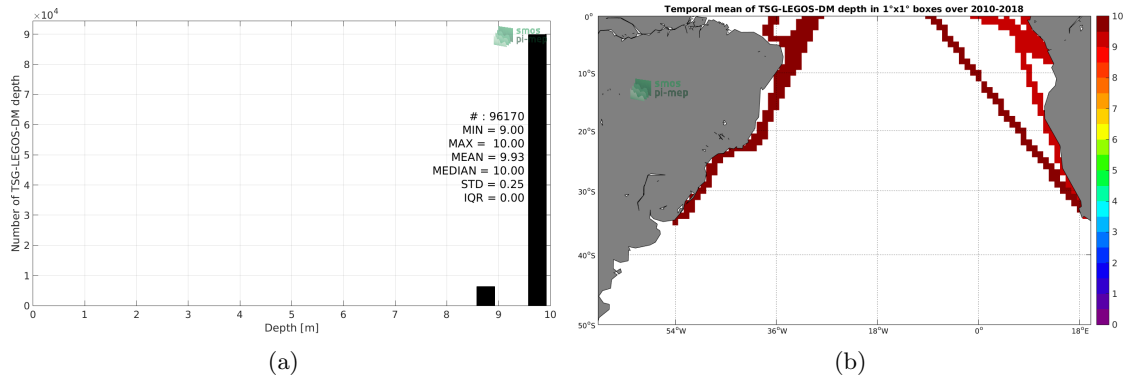 ×10⁴
9
8
7
6
5
4
3
2
1
0
Number of TSG-LEGOS-DM depth
smos
pi-mep
# : 96170
MIN = 9.00
MAX = 10.00
MEAN = 9.93
MEDIAN = 10.00
STD = 0.25
IQR = 0.00
0 1 2 3 4 5 6 7 8 9 10
Depth [m]
(a)
Temporal mean of TSG-LEGOS-DM depth in 1°x1° boxes over 2010-2018
0°
10°S
20°S
30°S
40°S
50°S
smos
pi-mep
54°W 36°W 18°W 0° 18°E
10
9
8
7
6
5
4
3
2
1
0
(b)